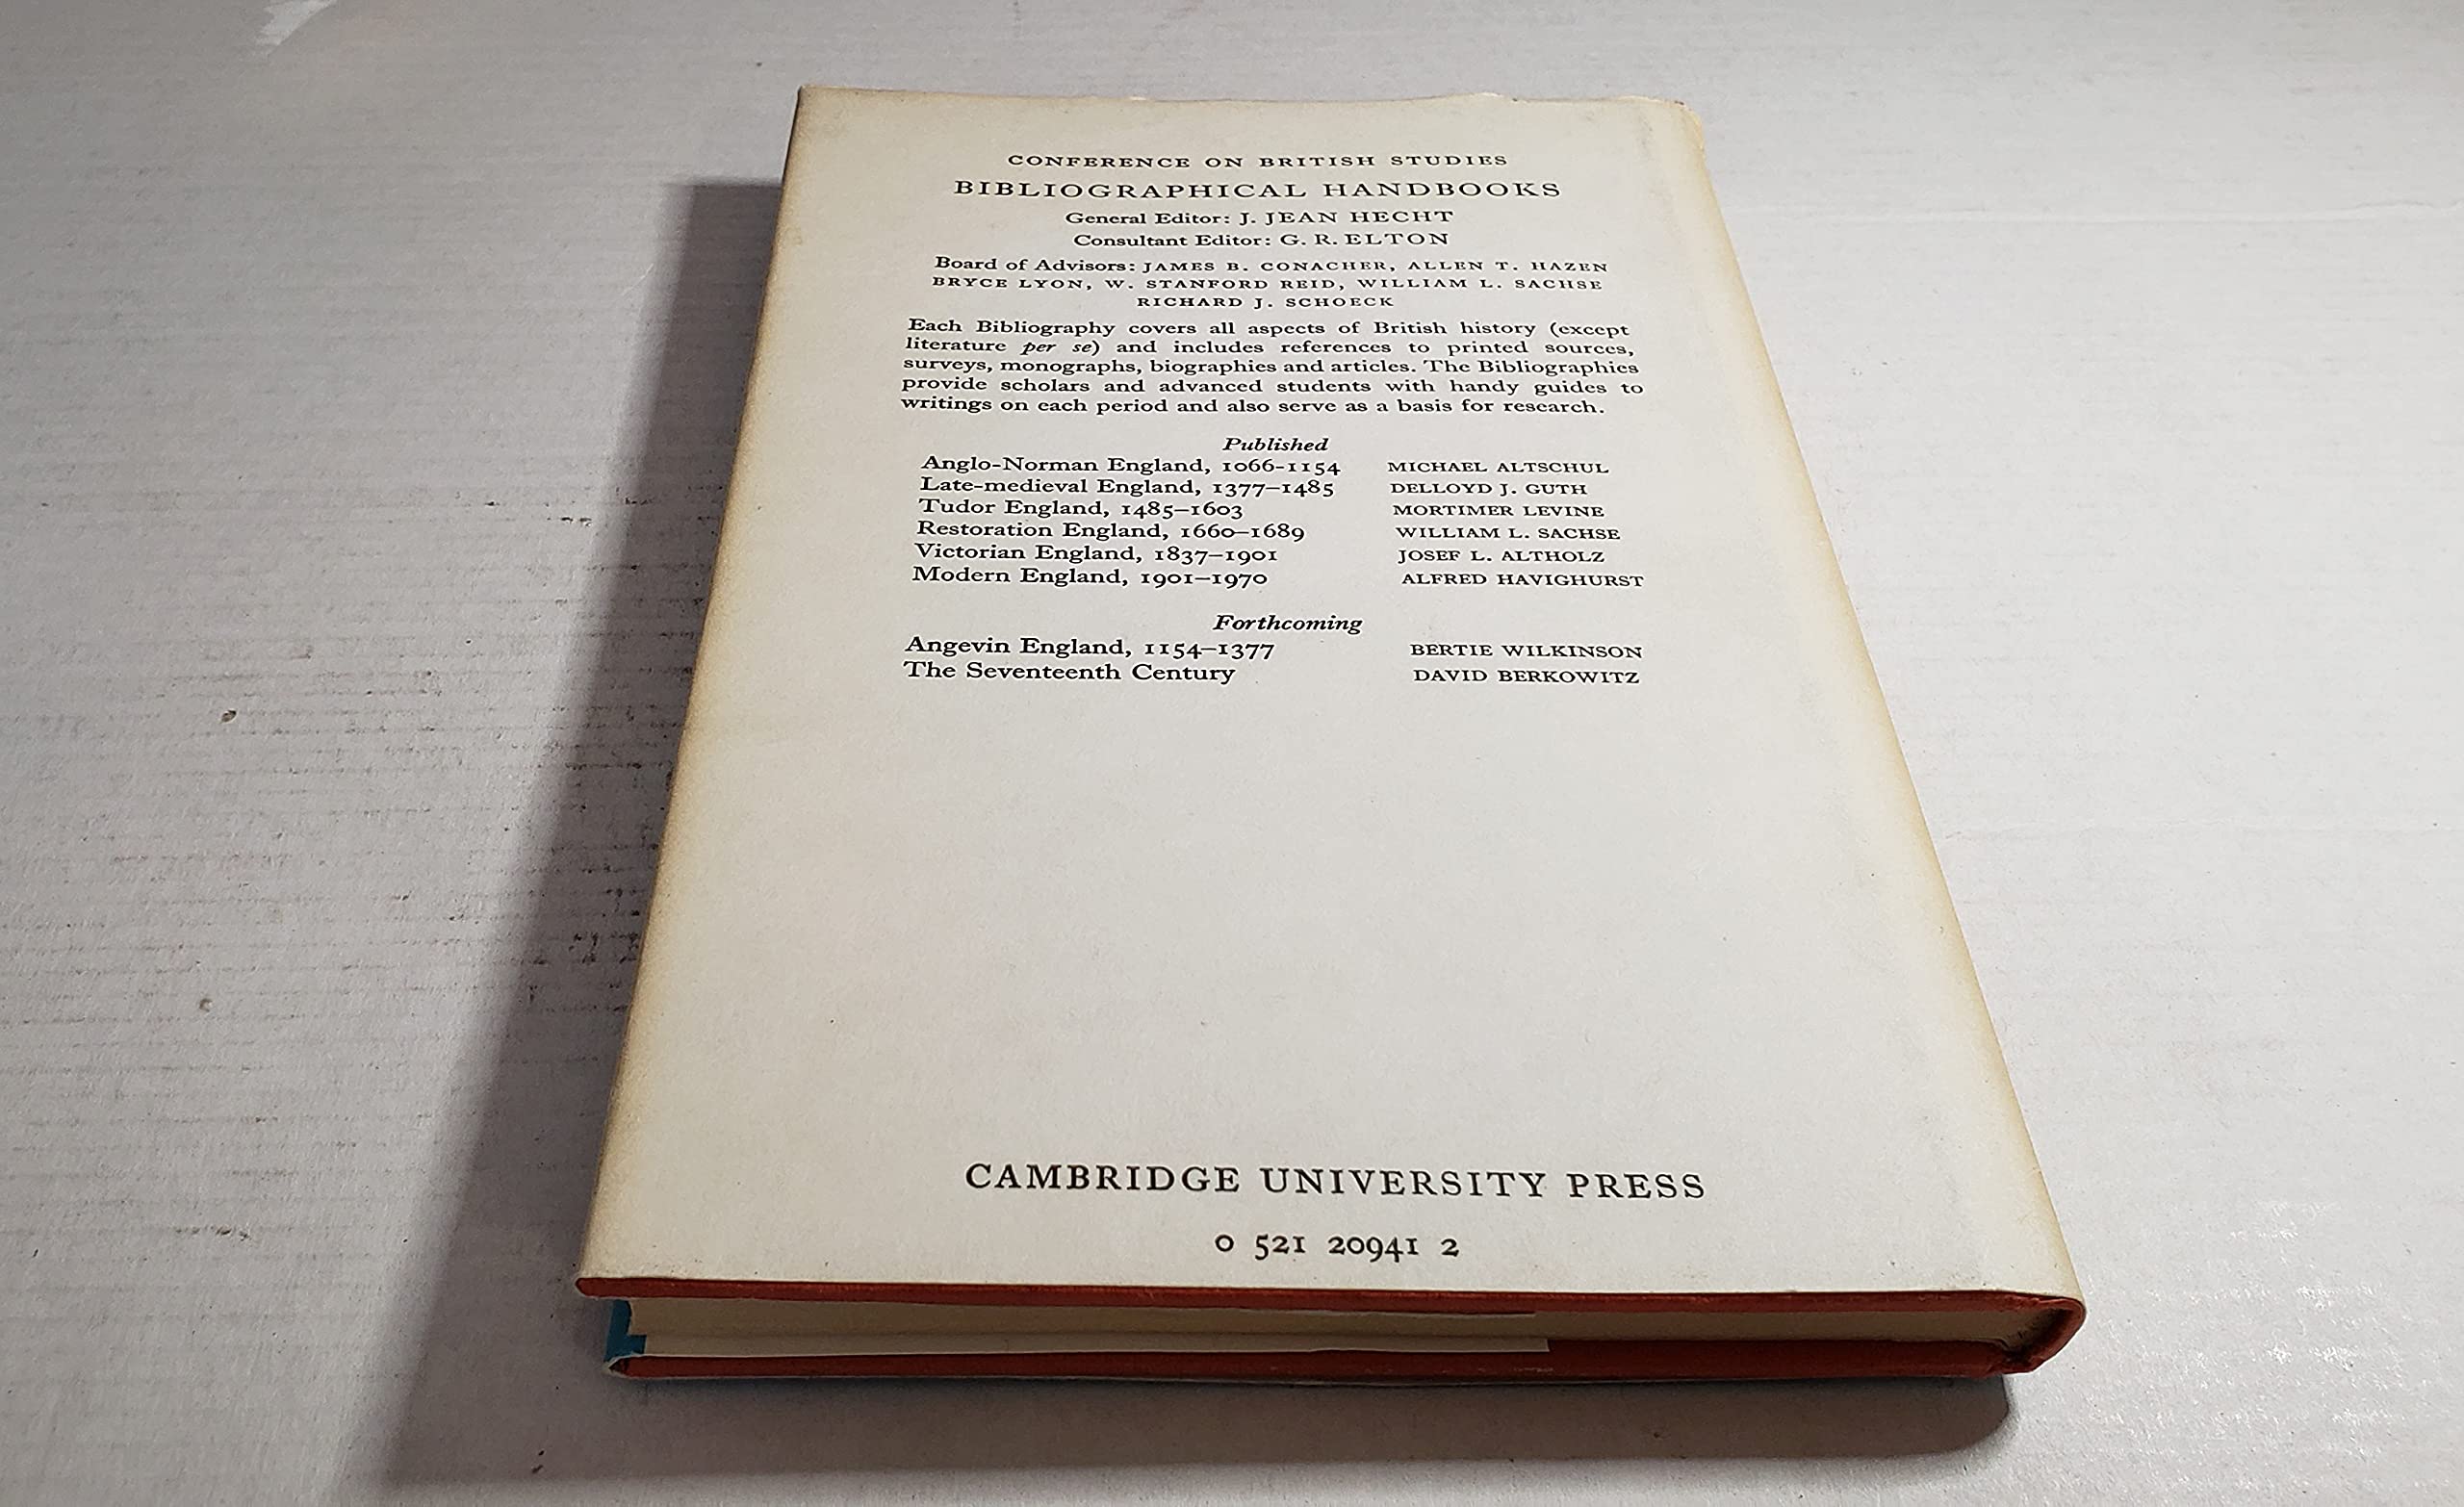 CONFERENCE ON BRITISH STUDIES
BIBLIOGRAPHICAL HANDBOOKS
General Editor: J. JEAN HECHT
Consultant Editor: G. R. ELTON
Board of Advisors: JAMES B. CONACHER, ALLEN T. HAZEN
BRYCE LYON, W. STANFORD REID, WILLIAM L. SACHSE
RICHARD J. SCHOECK
Each Bibliography covers all aspects of British history (except
literature per se) and includes references to printed sources,
surveys, monographs, biographies and articles. The Bibliographies
provide scholars and advanced students with handy guides to
writings on each period and also serve as a basis for research.
Published
Anglo-Norman England, 1066-1154 MICHAEL ALTSCHUL
Late-medieval England, 1377–1485 DELLOYD J. GUTH
Tudor England, 1485–1603 MORTIMER LEVINE
Restoration England, 1660–1689 WILLIAM L. SACHSE
Victorian England, 1837–1901 JOSEF L. ALTHOLZ
Modern England, 1901–1970 ALFRED HAVIGHURST
Forthcoming
Angevin England, 1154–1377 BERTIE WILKINSON
The Seventeenth Century DAVID BERKOWITZ
CAMBRIDGE UNIVERSITY PRESS
0 521 20941 2